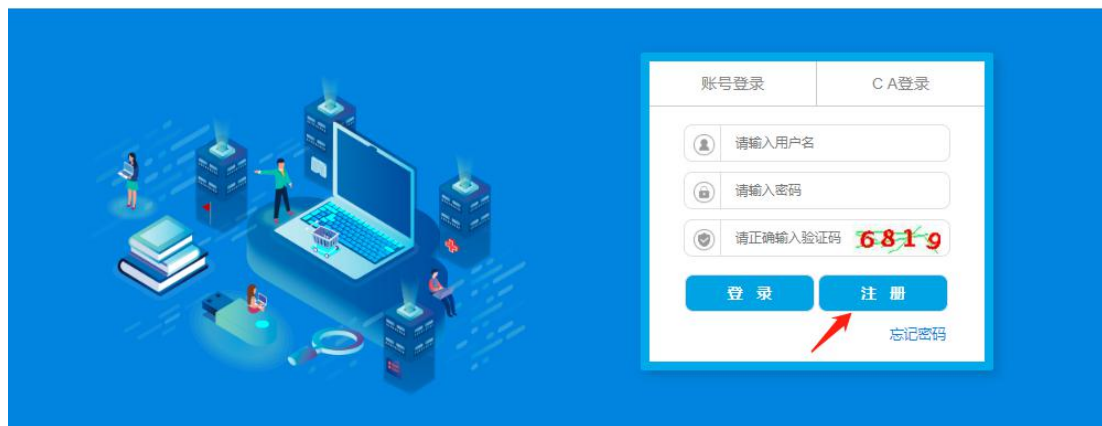 账号登录
C A登录
请输入用户名
请输入密码
请正确输入验证码 6819
登 录
注 册
忘记密码